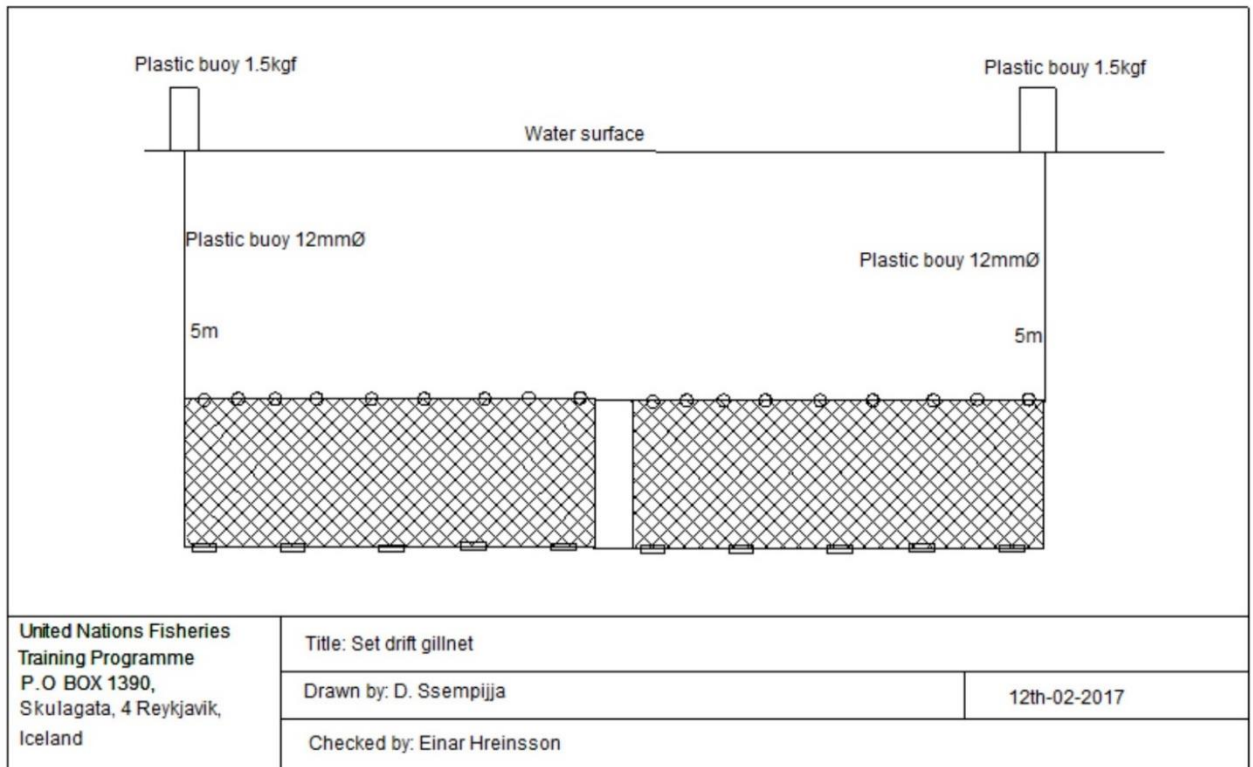 Plastic buoy 1.5kgf
Plastic bouy 1.5kgf
Water surface
Plastic buoy 12mmØ
Plastic bouy 12mmØ
5m
5m
United Nations Fisheries
Training Programme
P.O BOX 1390,
Skulagata, 4 Reykjavik,
Iceland
Title: Set drift gillnet
Drawn by: D. Ssempijja
12th-02-2017
Checked by: Einar Hreinsson